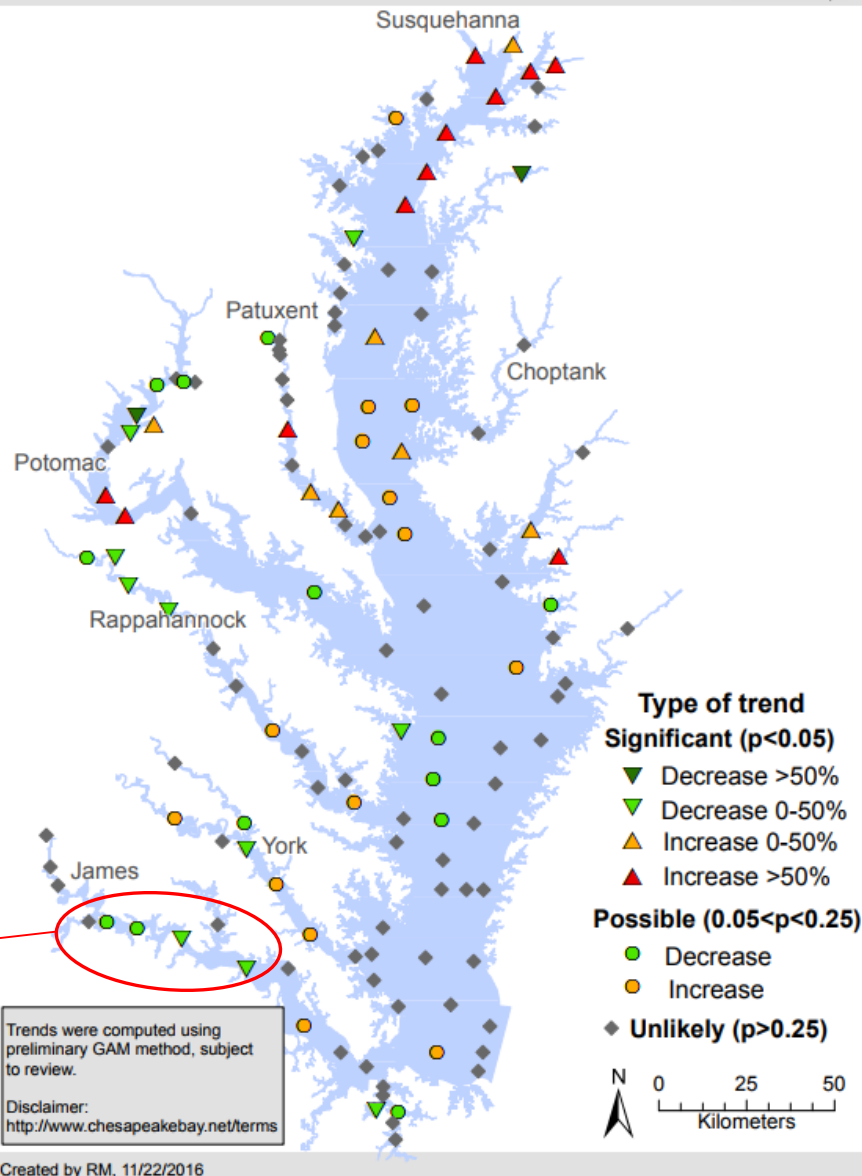 Susquehanna
Patuxent
Choptank
Potomac
Rappahannock
York
James
Type of trend
Significant (p<0.05)
Decrease >50%
Decrease 0-50%
Increase 0-50%
Increase >50%
Possible (0.05<p<0.25)
Decrease
Increase
Unlikely (p>0.25)
N
0 25 50
Kilometers
Trends were computed using
preliminary GAM method, subject
to review.
Disclaimer:
http://www.chesapeakebay.net/terms
Created by RM, 11/22/2016